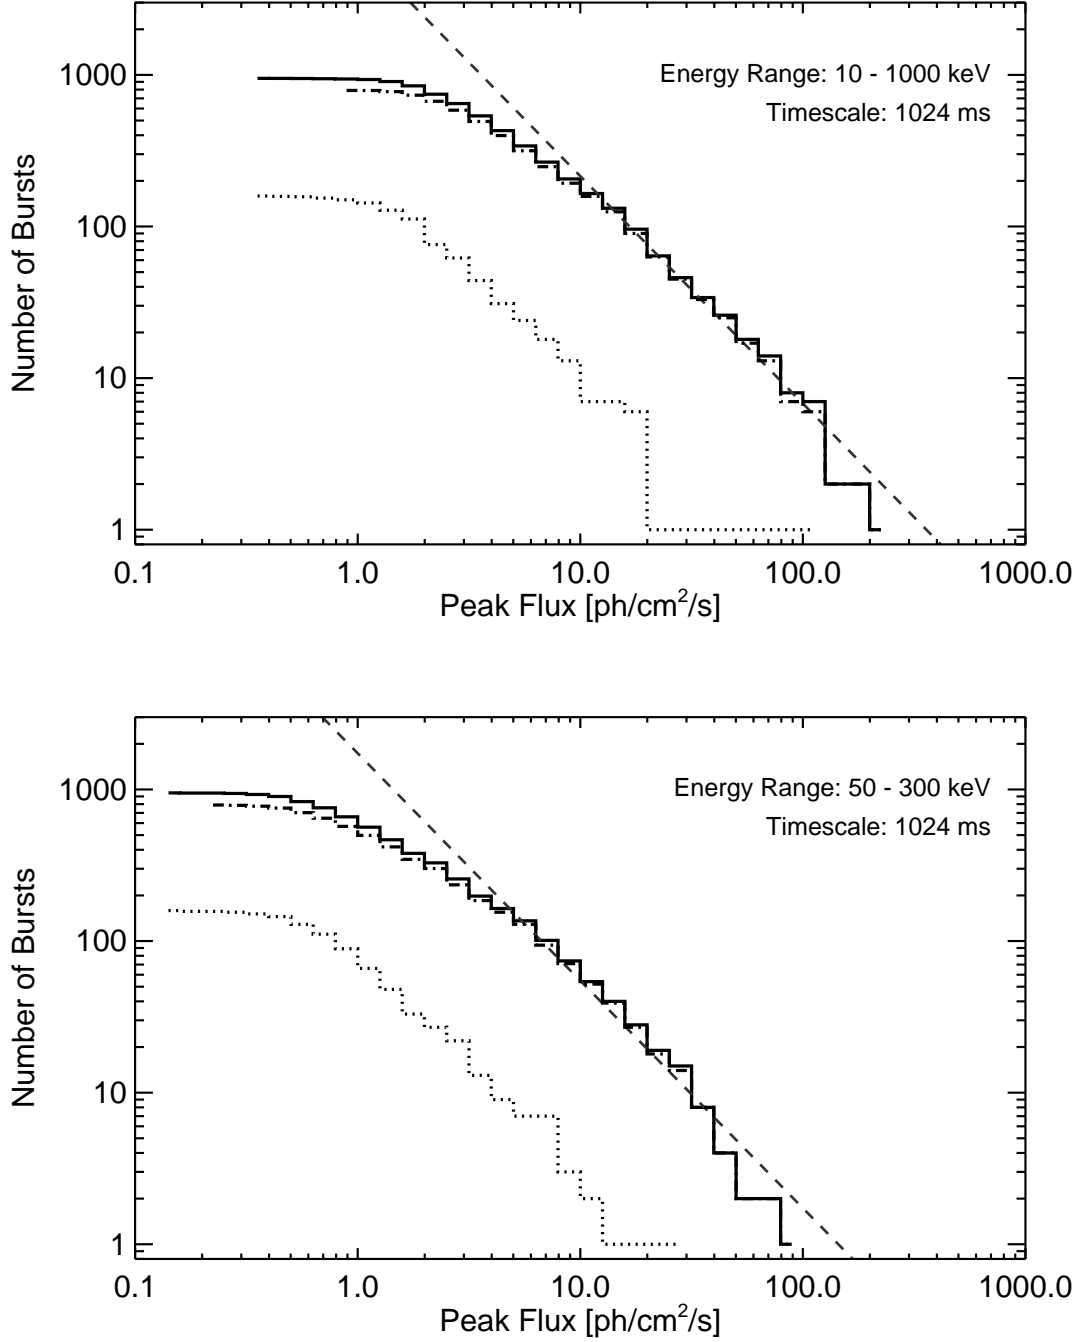 Energy Range: 10 - 1000 keV
Timescale: 1024 ms
Number of Bursts
1000
100
10
1
0.1 1.0 10.0 100.0 1000.0
Peak Flux [ph/cm²/s]
Energy Range: 50 - 300 keV
Timescale: 1024 ms
Number of Bursts
1000
100
10
1
0.1 1.0 10.0 100.0 1000.0
Peak Flux [ph/cm²/s]